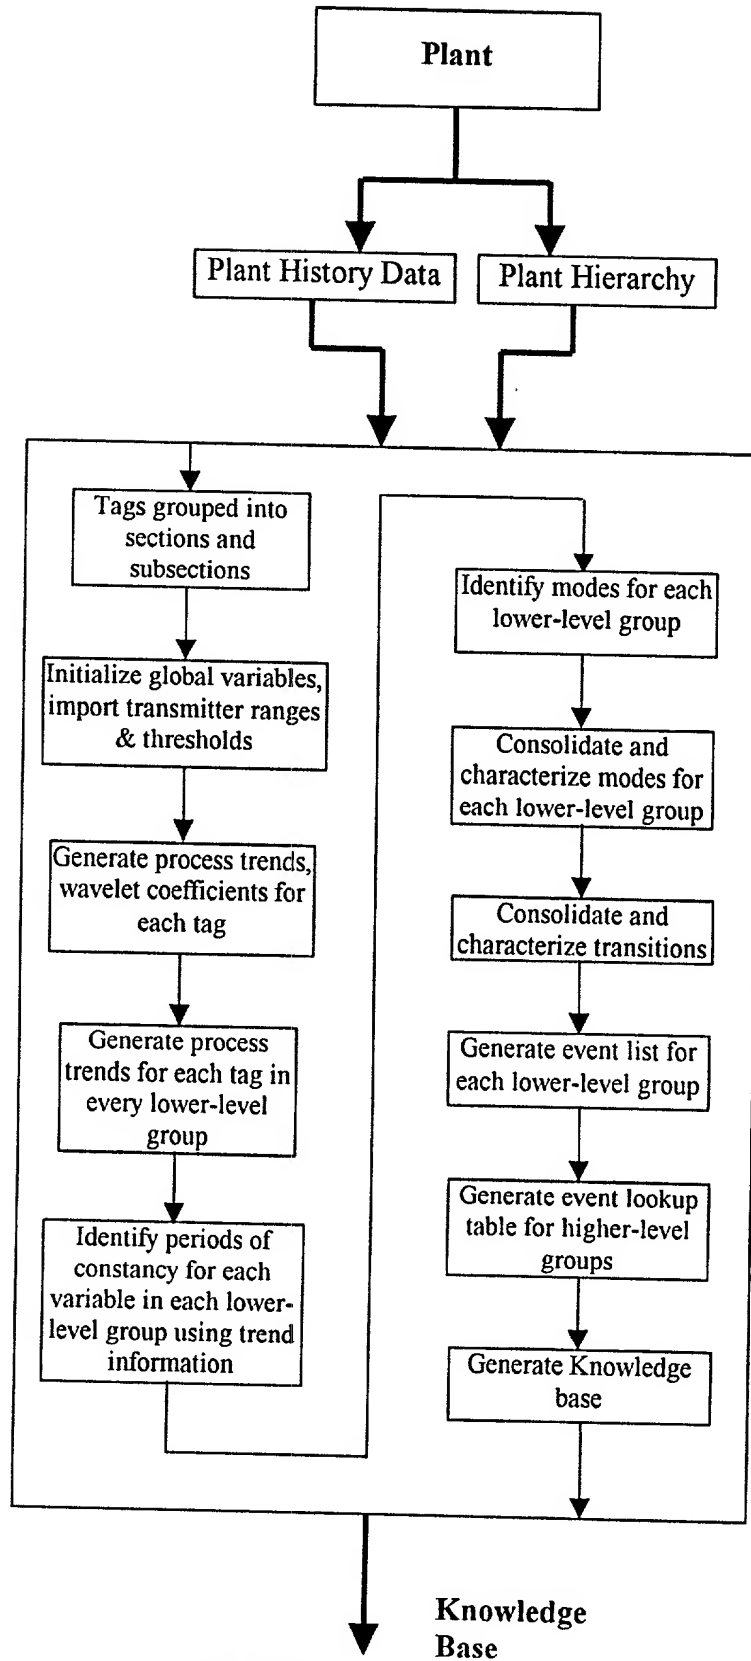 Plant
Plant History Data
Plant Hierarchy
Tags grouped into
sections and
subsections
Initialize global variables,
import transmitter ranges
& thresholds
Generate process trends,
wavelet coefficients for
each tag
Generate process
trends for each tag in
every lower-level
group
Identify periods of
constancy for each
variable in each lower-
level group using trend
information
Identify modes for each
lower-level group
Consolidate and
characterize modes for
each lower-level group
Consolidate and
characterize transitions
Generate event list for
each lower-level group
Generate event lookup
table for higher-level
groups
Generate Knowledge
base
Knowledge
Base